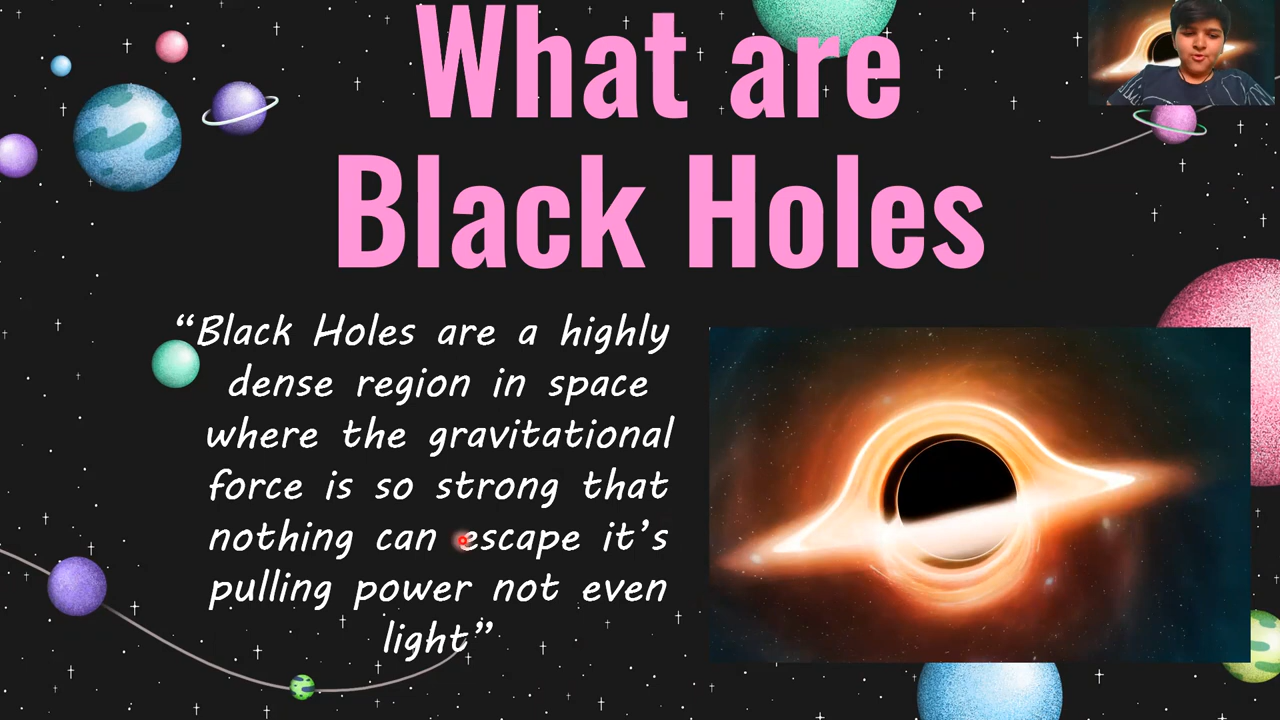 What are
Black Holes
“Black Holes are a highly
dense region in space
where the gravitational
force is so strong that
nothing can escape it’s
pulling power not even
light”